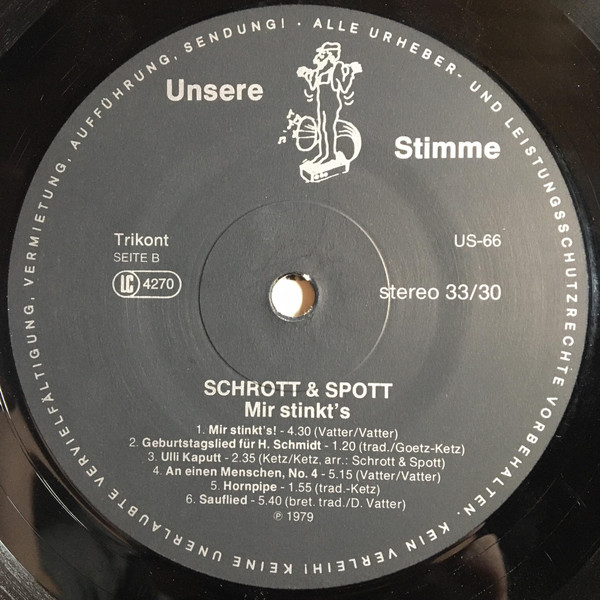 ALLE URHEBER- UND LEISTUNGSSCHUTZRECHTE VORBEHALTEN. KEIN VERLEIH! KEINE UNERLAUBTE VERVIELFÄLTIGUNG, VERMIETUNG, AUFFÜHRUNG, SENDUNG! ·
Unsere
Stimme
Trikont
US-66
SEITE B
LC 4270
stereo 33/30
SCHROTT & SPOTT
Mir stinkt's
1. Mir stinkt's! - 4.30 (Vatter/Vatter)
2. Geburtstagslied für H. Schmidt - 1.20 (trad./Goetz-Ketz)
3. Ulli Kaputt - 2.35 (Ketz/Ketz, arr.: Schrott & Spott)
4. An einen Menschen, No. 4 - 5.15 (Vatter/Vatter)
5. Hornpipe - 1.55 (trad.-Ketz)
6. Sauflied - 5.40 (bret. trad./D. Vatter)
℗ 1979